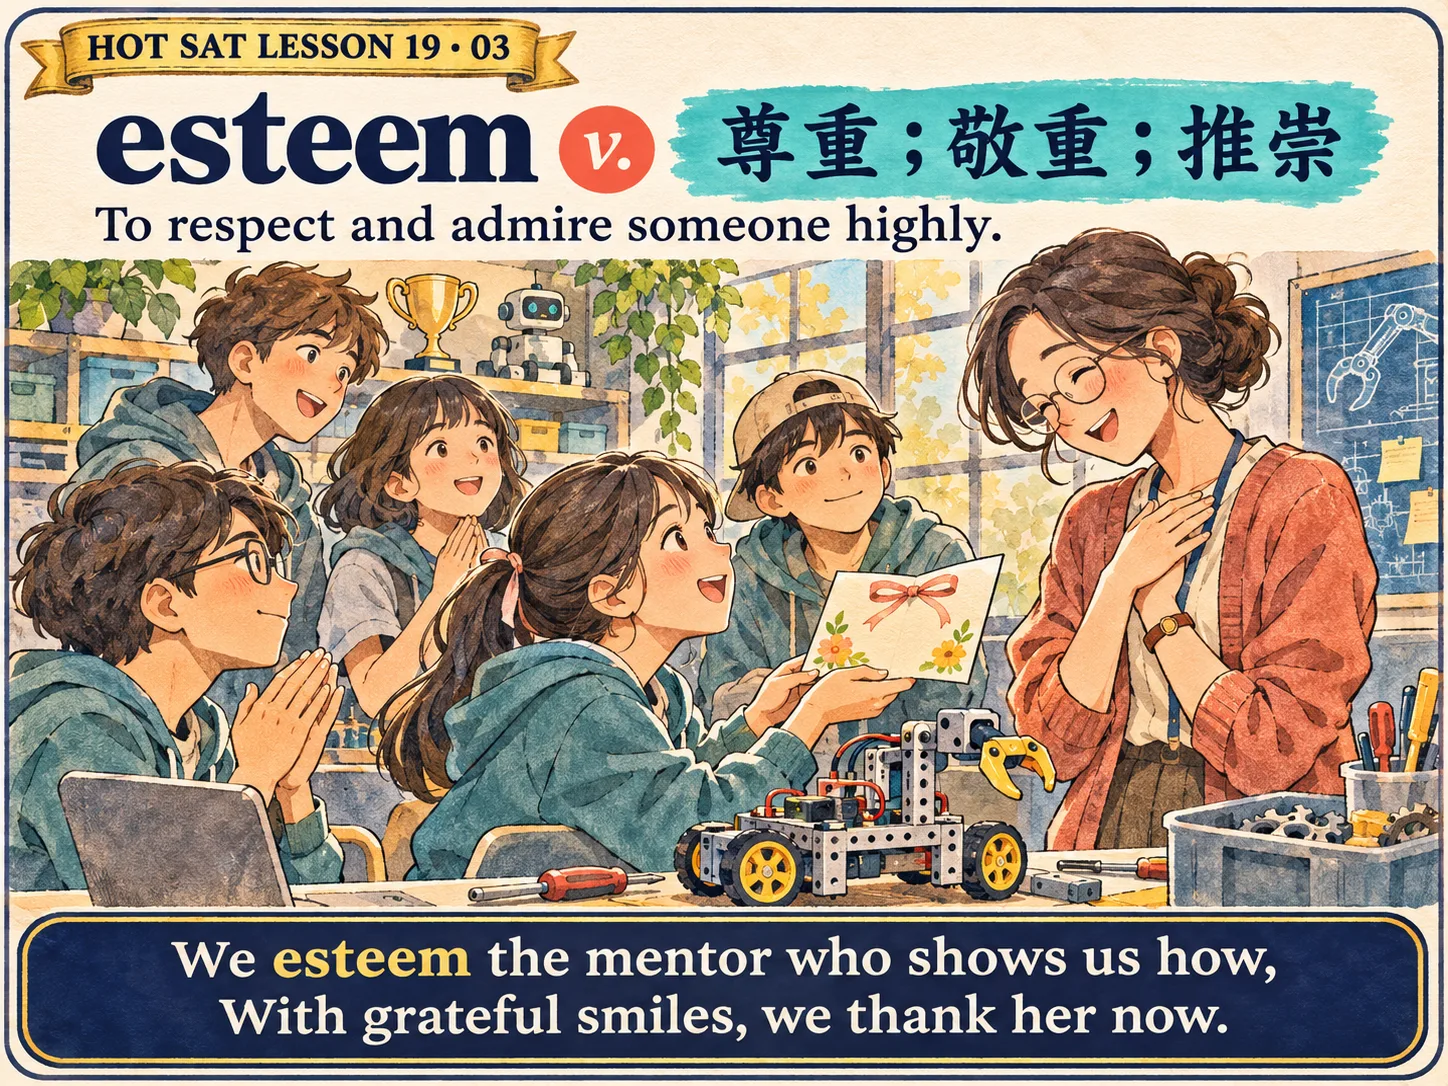 HOT SAT LESSON 19 • 03
esteem v. 尊重；敬重；推崇
To respect and admire someone highly.
We esteem the mentor who shows us how,
With grateful smiles, we thank her now.